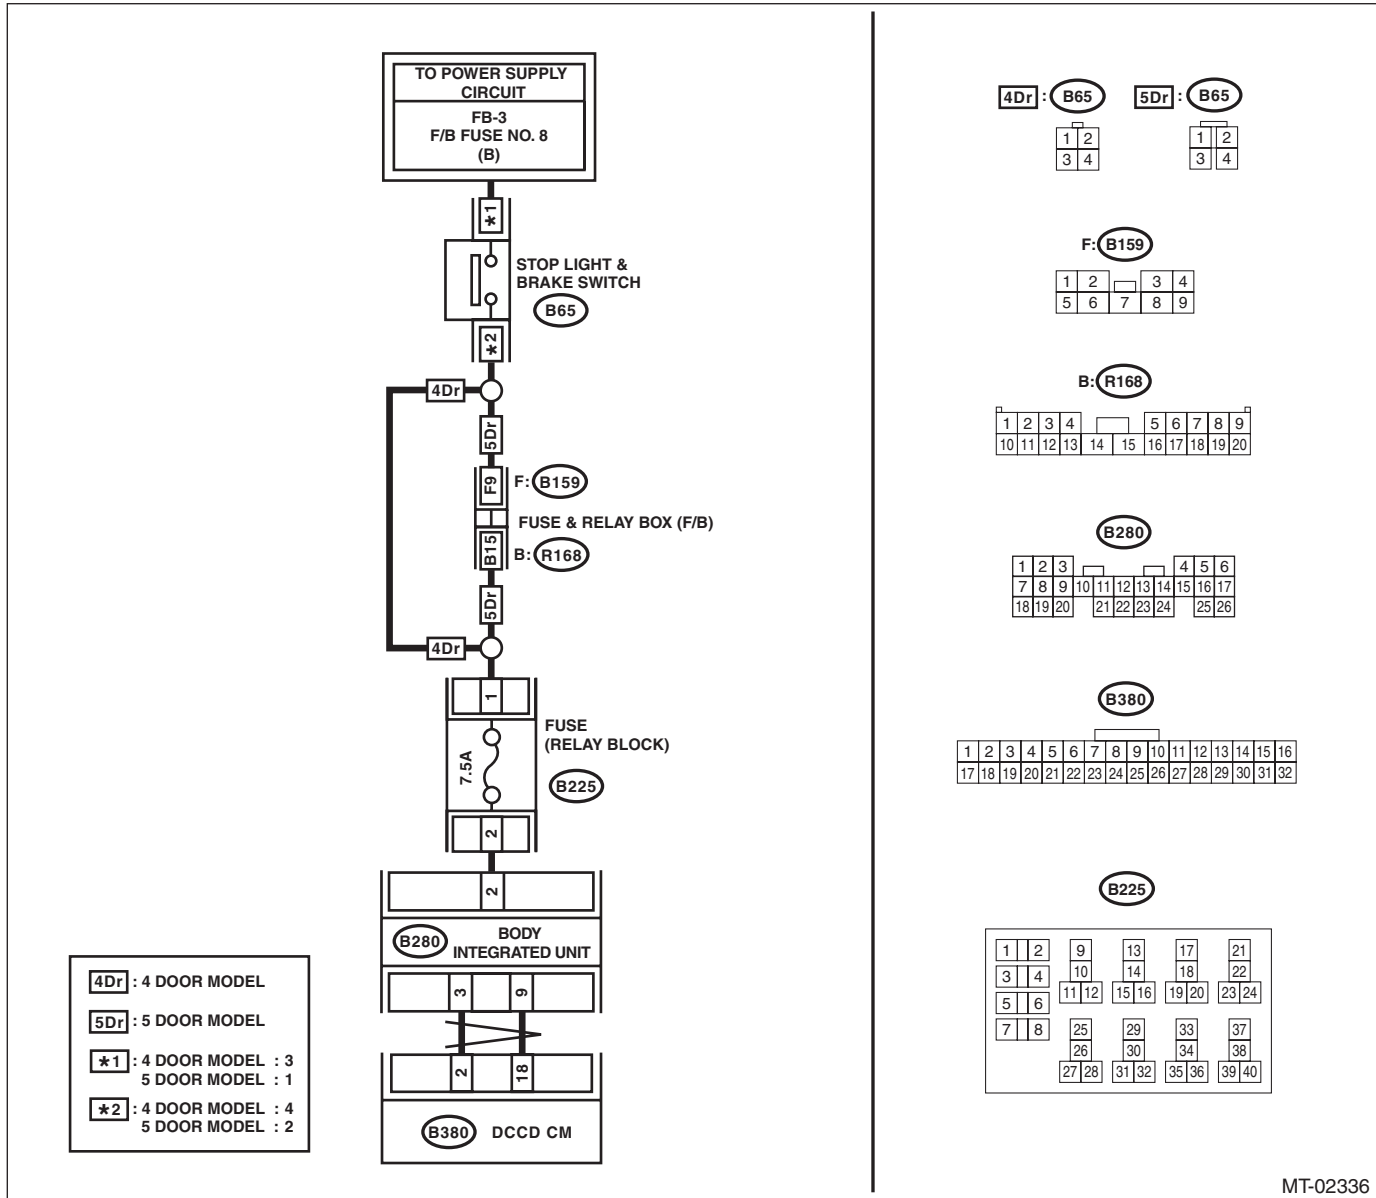 TO POWER SUPPLY
CIRCUIT
FB-3
F/B FUSE NO. 8
(B)
*1
STOP LIGHT &
BRAKE SWITCH
B65
*2
4Dr
5Dr
F9
F: B159
FUSE & RELAY BOX (F/B)
B15
B: R168
5Dr
4Dr
1
7.5A
FUSE
(RELAY BLOCK)
B225
2
2
B280
BODY
INTEGRATED UNIT
3 9
2 18
B380 DCCD CM
4Dr : 4 DOOR MODEL
5Dr : 5 DOOR MODEL
*1 : 4 DOOR MODEL : 3
5 DOOR MODEL : 1
*2 : 4 DOOR MODEL : 4
5 DOOR MODEL : 2
4Dr : B65
1 2
3 4
5Dr : B65
1 2
3 4
F: B159
1 2 3 4
5 6 7 8 9
B: R168
1 2 3 4 5 6 7 8 9
10 11 12 13 14 15 16 17 18 19 20
B280
1 2 3 4 5 6
7 8 9 10 11 12 13 14 15 16 17
18 19 20 21 22 23 24 25 26
B380
1 2 3 4 5 6 7 8 9 10 11 12 13 14 15 16
17 18 19 20 21 22 23 24 25 26 27 28 29 30 31 32
B225
1 2 9 13 17 21
3 4 10 14 18 22
5 6 11 12 15 16 19 20 23 24
7 8 25 29 33 37
26 30 34 38
27 28 31 32 35 36 39 40
MT-02336